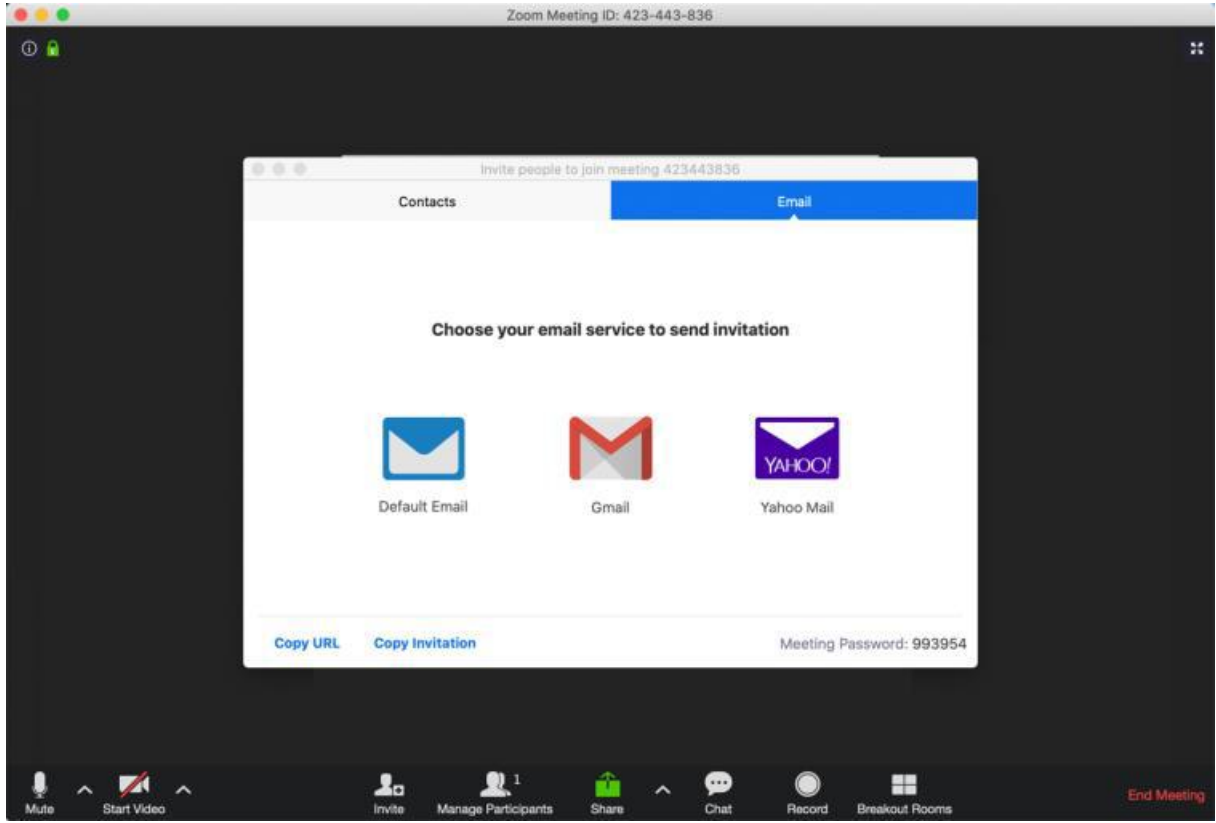 Zoom Meeting ID: 423-443-836
Invite people to join meeting 423443836
Contacts Email
Choose your email service to send invitation
YAHOO!
Default Email Gmail Yahoo Mail
Copy URL Copy Invitation Meeting Password: 993954
1
Mute Start Video Invite Manage Participants Share Chat Record Breakout Rooms End Meeting